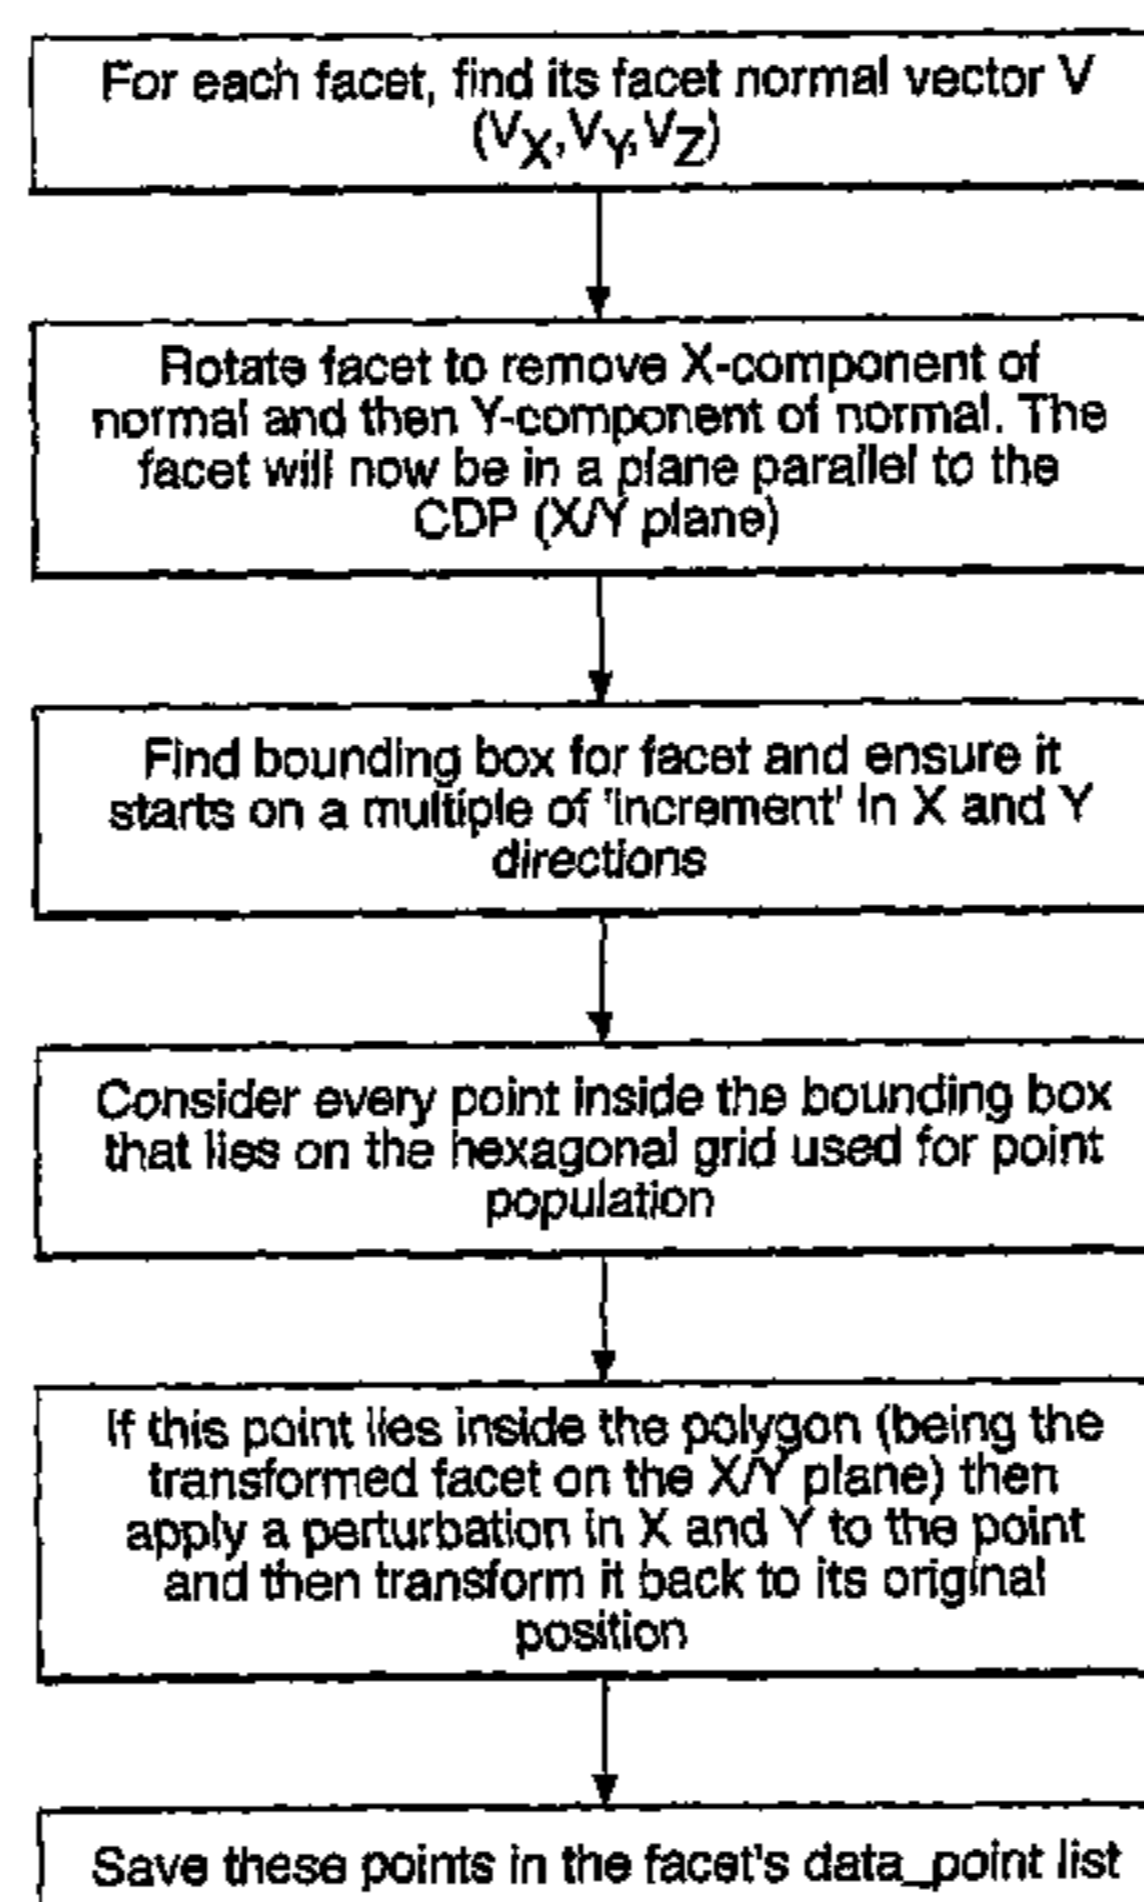 For each facet, find its facet normal vector V
(VX,VY,VZ)
Rotate facet to remove X-component of
normal and then Y-component of normal. The
facet will now be in a plane parallel to the
CDP (X/Y plane)
Find bounding box for facet and ensure it
starts on a multiple of 'increment' in X and Y
directions
Consider every point inside the bounding box
that lies on the hexagonal grid used for point
population
If this point lies inside the polygon (being the
transformed facet on the X/Y plane) then
apply a perturbation in X and Y to the point
and then transform it back to its original
position
Save these points in the facet's data_point list